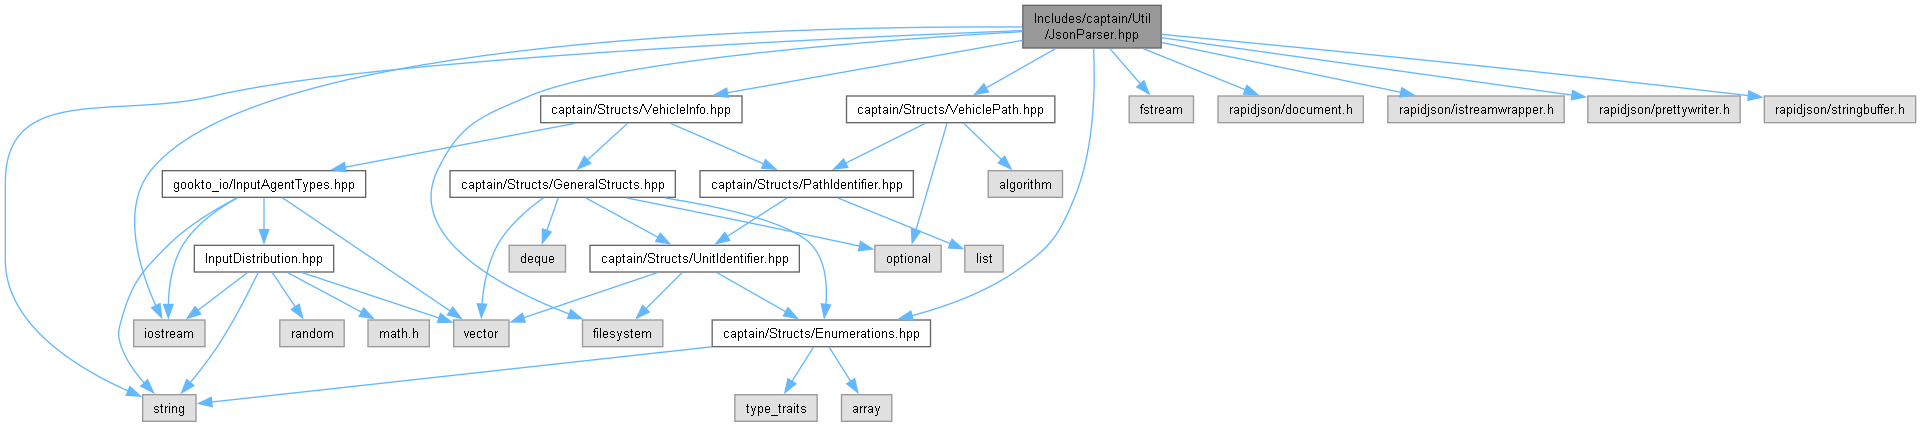 Includes/captain/Util
/JsonParser.hpp
captain/Structs/VehicleInfo.hpp
captain/Structs/VehiclePath.hpp
fstream
rapidjson/document.h
rapidjson/istreamwrapper.h
rapidjson/prettywriter.h
rapidjson/stringbuffer.h
gookto_io/InputAgentTypes.hpp
captain/Structs/GeneralStructs.hpp
captain/Structs/PathIdentifier.hpp
algorithm
InputDistribution.hpp
deque
captain/Structs/UnitIdentifier.hpp
optional
list
iostream
random
math.h
vector
filesystem
captain/Structs/Enumerations.hpp
string
type_traits
array